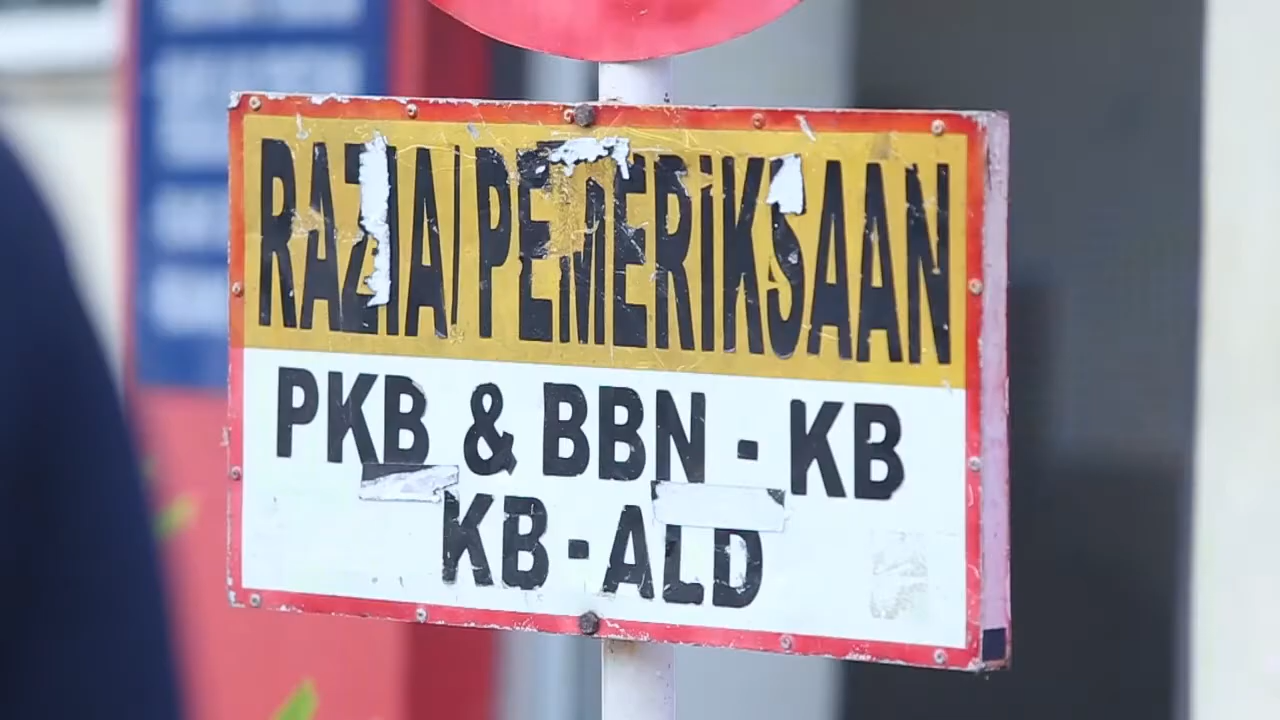 RAZIA/PEMERiKSAAN
PKB & BBN - KB
KB - ALD